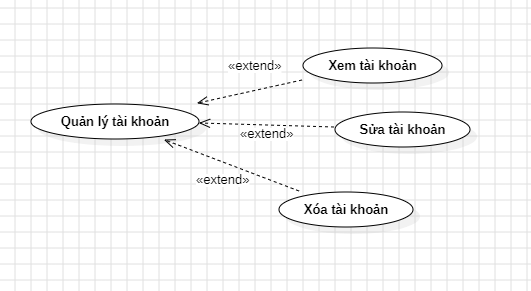 «extend»
Xem tài khoản
Quản lý tài khoản
Sửa tài khoản
«extend»
«extend»
Xóa tài khoản